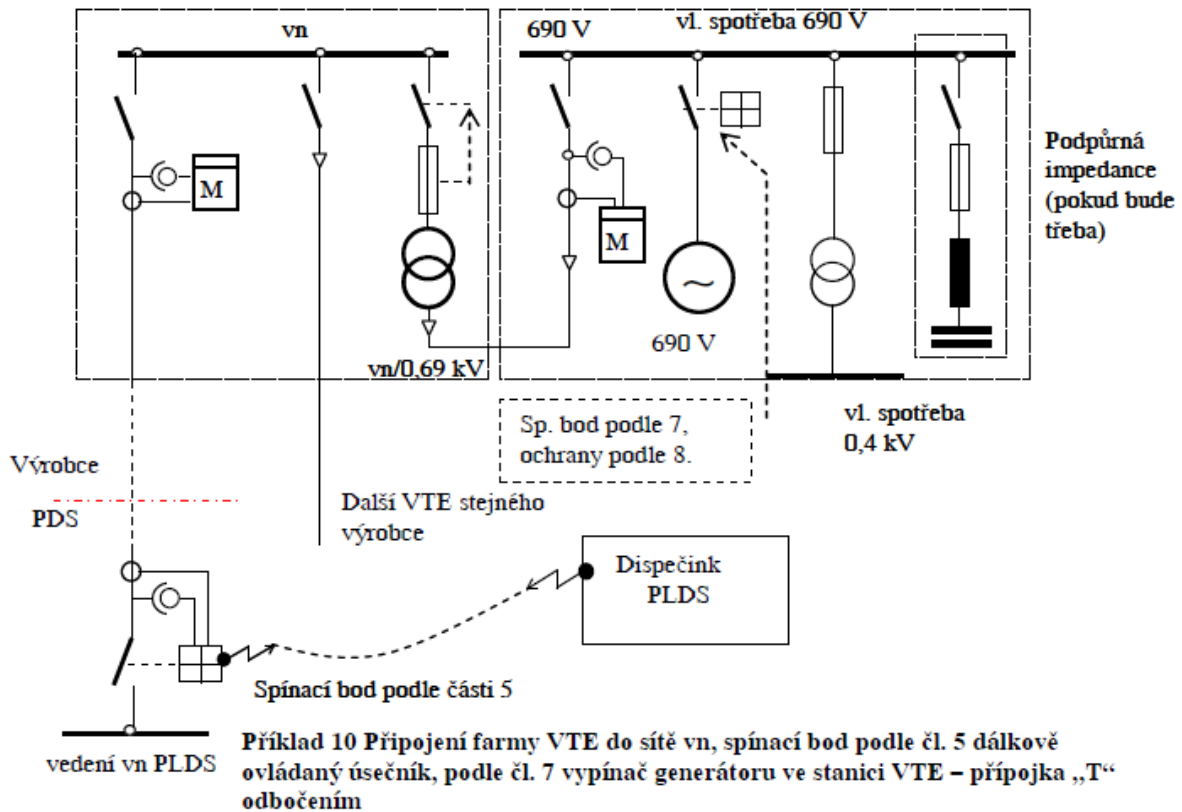 vn
690 V
vl. spotřeba 690 V
M
M
~
690 V
vn/0,69 kV
Podpůrná
impedance
(pokud bude
třeba)
vl. spotřeba
0,4 kV
Sp. bod podle 7,
ochrany podle 8.
Výrobce
PDS
Další VTE stejného
výrobce
Dispečink
PLDS
Spínací bod podle části 5
vedení vn PLDS
Příklad 10 Připojení farmy VTE do sítě vn, spínací bod podle čl. 5 dálkově
ovládaný úsečník, podle čl. 7 vypínač generátoru ve stanici VTE – přípojka „T“
odbočením